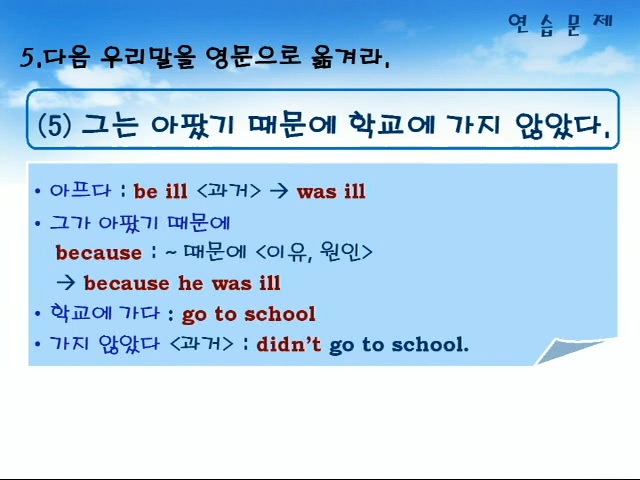 연습문제
5.다음 우리말을 영문으로 옮겨라.
(5) 그는 아팠기 때문에 학교에 가지 않았다.
• 아프다 : be ill <과거> → was ill
• 그가 아팠기 때문에
because : ~ 때문에 <이유, 원인>
→ because he was ill
• 학교에 가다 : go to school
• 가지 않았다 <과거> : didn't go to school.